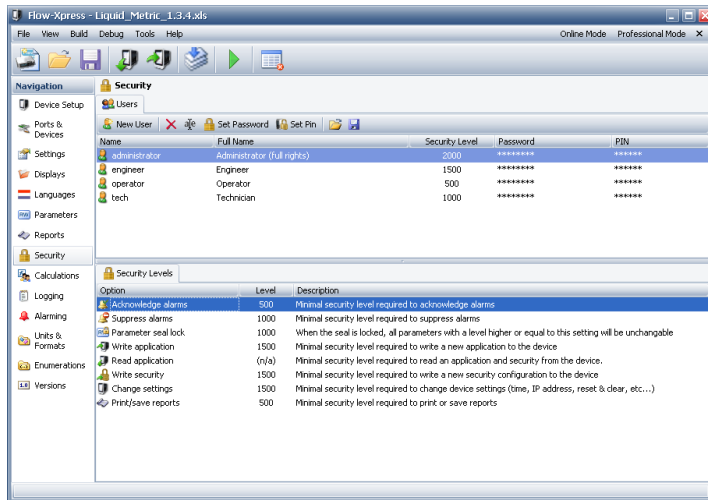 Flow-Xpress - Liquid_Metric_1.3.4.xls
File View Build Debug Tools Help Online Mode Professional Mode ×
Navigation
Device Setup
Ports & Devices
Settings
Displays
Languages
Parameters
Reports
Security
Calculations
Logging
Alarming
Units & Formats
Enumerations
Versions
Security
Users
New User Set Password Set Pin
Name Full Name Security Level Password PIN
administrator Administrator (full rights) 2000 ******** ******
engineer Engineer 1500 ******** ******
operator Operator 500 ******** ******
tech Technician 1000 ******** ******
Security Levels
Option Level Description
Acknowledge alarms 500 Minimal security level required to acknowledge alarms
Suppress alarms 1000 Minimal security level required to suppress alarms
Parameter seal lock 1000 When the seal is locked, all parameters with a level higher or equal to this setting will be unchangable
Write application 1500 Minimal security level required to write a new application to the device
Read application (n/a) Minimal security level required to read an application and security from the device.
Write security 1500 Minimal security level required to write a new security configuration to the device
Change settings 1500 Minimal security level required to change device settings (time, IP address, reset & clear, etc...)
Print/save reports 500 Minimal security level required to print or save reports